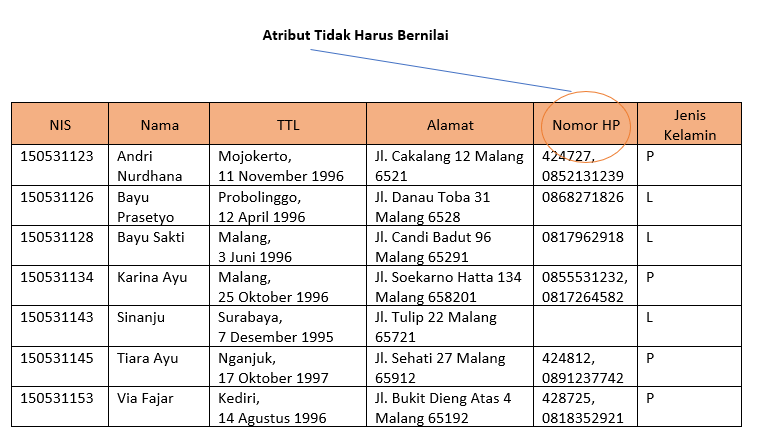 Atribut Tidak Harus Bernilai
NIS Nama TTL Alamat Nomor HP Jenis Kelamin
150531123 Andri Nurdhana Mojokerto, 11 November 1996 Jl. Cakalang 12 Malang 6521 424727, 0852131239 P
150531126 Bayu Prasetyo Probolinggo, 12 April 1996 Jl. Danau Toba 31 Malang 6528 0868271826 L
150531128 Bayu Sakti Malang, 3 Juni 1996 Jl. Candi Badut 96 Malang 65291 0817962918 L
150531134 Karina Ayu Malang, 25 Oktober 1996 Jl. Soekarno Hatta 134 Malang 658201 0855531232, 0817264582 P
150531143 Sinanju Surabaya, 7 Desember 1995 Jl. Tulip 22 Malang 65721 L
150531145 Tiara Ayu Nganjuk, 17 Oktober 1997 Jl. Sehati 27 Malang 65912 424812, 0891237742 P
150531153 Via Fajar Kediri, 14 Agustus 1996 Jl. Bukit Dieng Atas 4 Malang 65192 428725, 0818352921 P